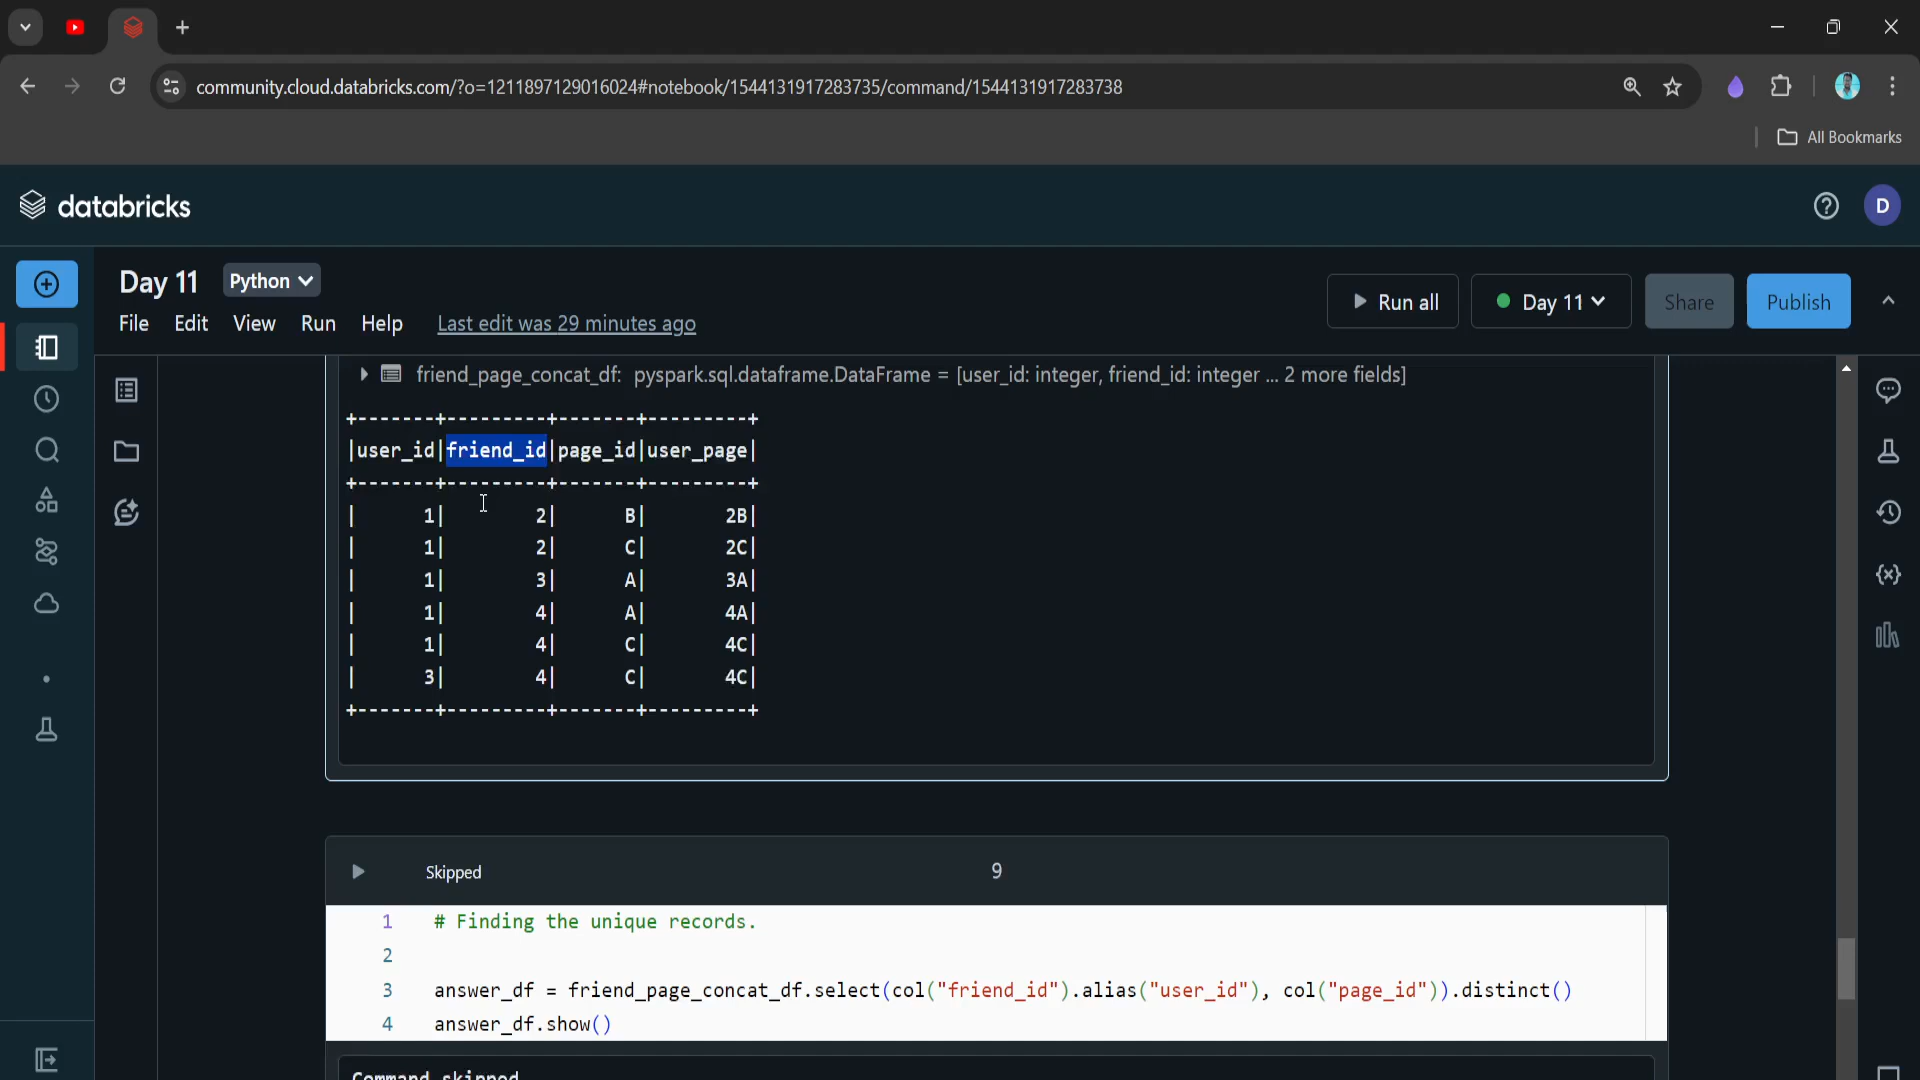 community.cloud.databricks.com/?o=1211897129016024#notebook/1544131917283735/command/1544131917283738
All Bookmarks
databricks
D
Day 11 Python
Run all Day 11 Share Publish
File Edit View Run Help Last edit was 29 minutes ago
friend_page_concat_df: pyspark.sql.dataframe.DataFrame = [user_id: integer, friend_id: integer ... 2 more fields]
+-------+---------+-------+---------+
|user_id|friend_id|page_id|user_page|
+-------+---------+-------+---------+
|      1|        2|      B|       2B|
|      1|        2|      C|       2C|
|      1|        3|      A|       3A|
|      1|        4|      A|       4A|
|      1|        4|      C|       4C|
|      3|        4|      C|       4C|
+-------+---------+-------+---------+
Skipped 9
1 # Finding the unique records.
2
3 answer_df = friend_page_concat_df.select(col("friend_id").alias("user_id"), col("page_id")).distinct()
4 answer_df.show()
Command skipped